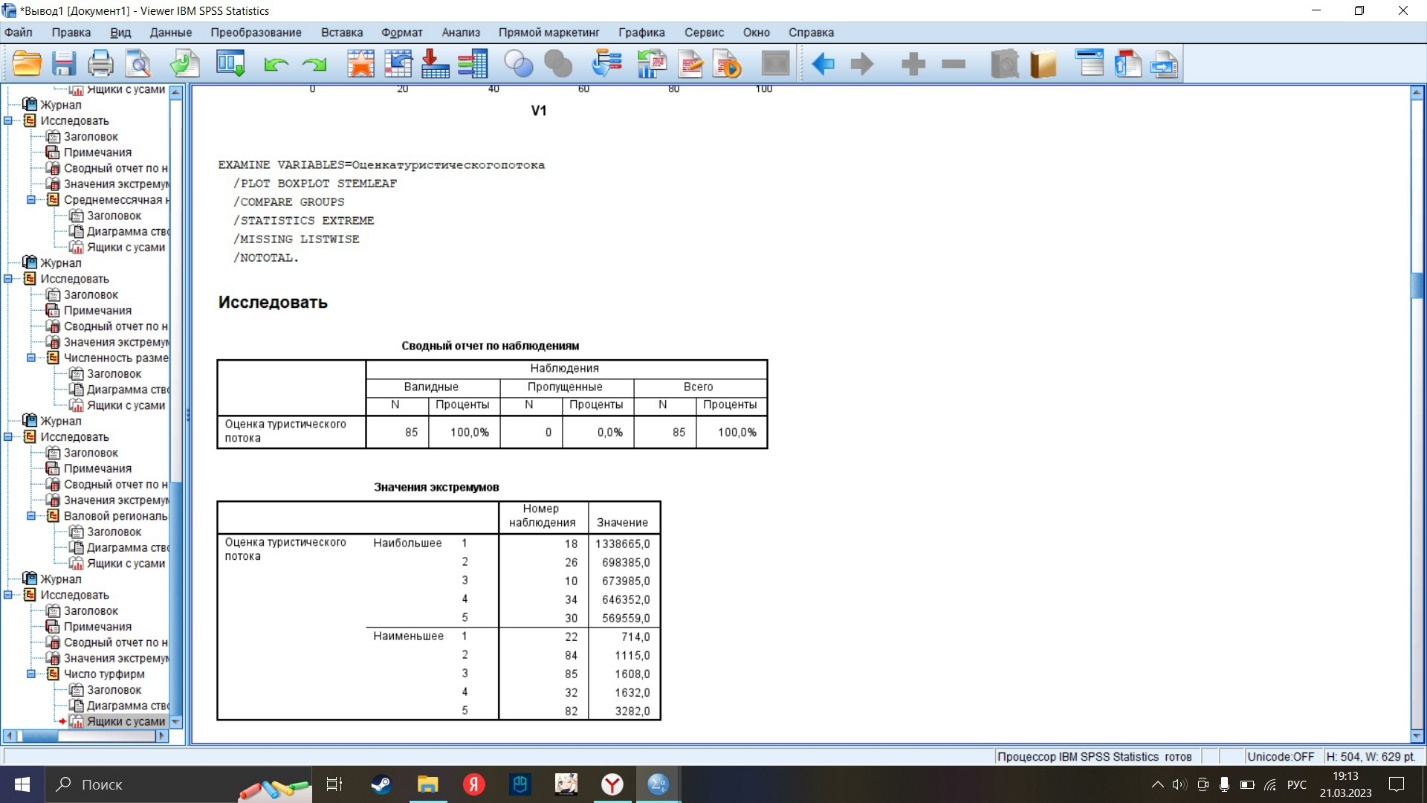 *Вывод1 [Документ1] - Viewer IBM SPSS Statistics
Файл Правка Вид Данные Преобразование Вставка Формат Анализ Прямой маркетинг Графика Сервис Окно Справка
Ящики с усами
Журнал
Исследовать
Заголовок
Примечания
Сводный отчет по н
Значения экстремум
Среднемессячная н
Заголовок
Диаграмма ство
Ящики с усами
Журнал
Исследовать
Заголовок
Примечания
Сводный отчет по н
Значения экстремум
Численность разме
Заголовок
Диаграмма ство
Ящики с усами
Журнал
Исследовать
Заголовок
Примечания
Сводный отчет по н
Значения экстремум
Валовой региональ
Заголовок
Диаграмма ство
Ящики с усами
Журнал
Исследовать
Заголовок
Примечания
Сводный отчет по н
Значения экстремум
Число турфирм
Заголовок
Диаграмма ство
Ящики с усами
0 20 40 60 80 100
V1
EXAMINE VARIABLES=Оценкатуристическогопотока
/PLOT BOXPLOT STEMLEAF
/COMPARE GROUPS
/STATISTICS EXTREME
/MISSING LISTWISE
/NOTOTAL.
Исследовать
Сводный отчет по наблюдениям
Наблюдения
Валидные Пропущенные Всего
N Проценты N Проценты N Проценты
Оценка туристического
потока 85 100,0% 0 0,0% 85 100,0%
Значения экстремумов
Номер
наблюдения Значение
Оценка туристического Наибольшее 1 18 1338665,0
потока
2 26 698385,0
3 10 673985,0
4 34 646352,0
5 30 569559,0
Наименьшее 1 22 714,0
2 84 1115,0
3 85 1608,0
4 32 1632,0
5 82 3282,0
Процессор IBM SPSS Statistics готов Unicode:OFF H: 504, W: 629 pt.
Поиск
РУС
19:13
21.03.2023